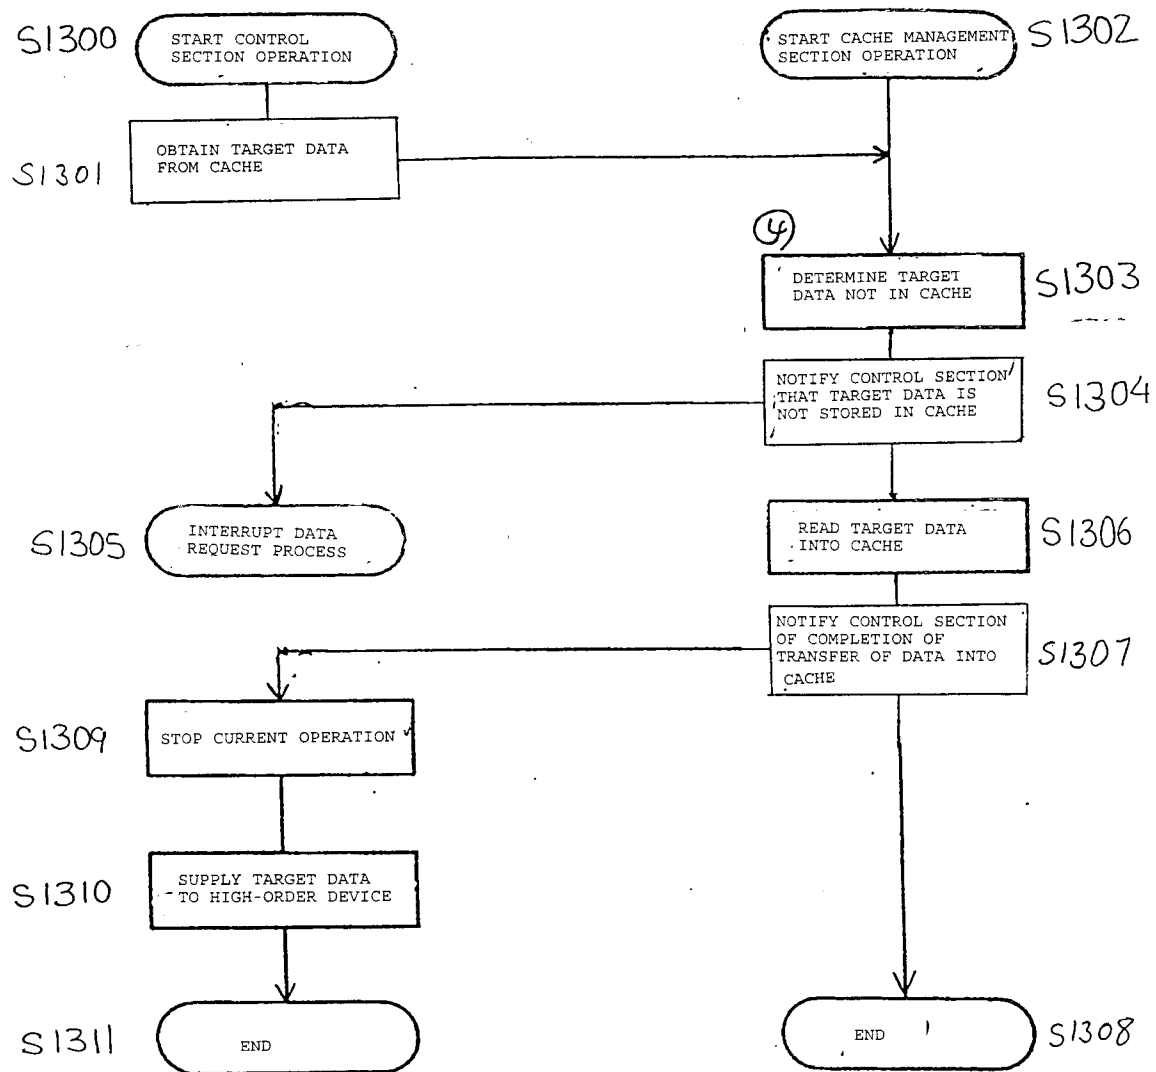 S1300
START CONTROL
SECTION OPERATION
START CACHE MANAGEMENT
SECTION OPERATION
S1302
S1301
OBTAIN TARGET DATA
FROM CACHE
4
DETERMINE TARGET
DATA NOT IN CACHE
S1303
NOTIFY CONTROL SECTION
THAT TARGET DATA IS
NOT STORED IN CACHE
S1304
S1305
INTERRUPT DATA
REQUEST PROCESS
READ TARGET DATA
INTO CACHE
S1306
NOTIFY CONTROL SECTION
OF COMPLETION OF
TRANSFER OF DATA INTO
CACHE
S1307
S1309
STOP CURRENT OPERATION
S1310
SUPPLY TARGET DATA
TO HIGH-ORDER DEVICE
S1311
END
END
S1308